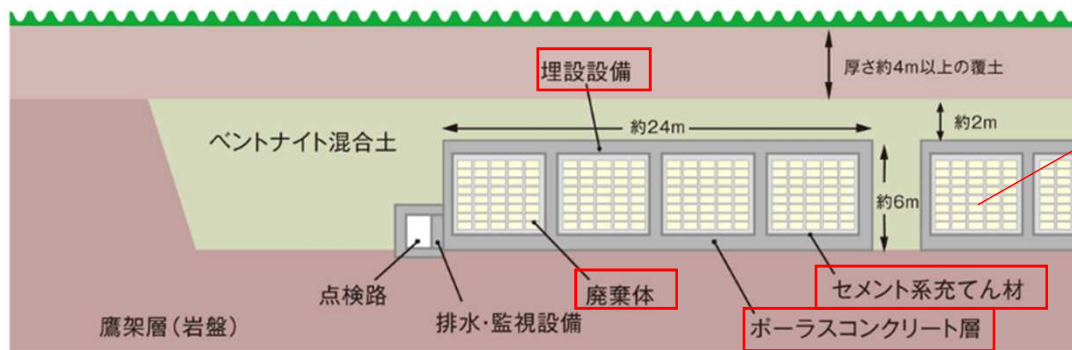 埋設設備
厚さ約4m以上の覆土
ベントナイト混合土
約24m
約2m
約6m
点検路
排水・監視設備
廃棄体
セメント系充てん材
ポーラスコンクリート層
鷹架層(岩盤)